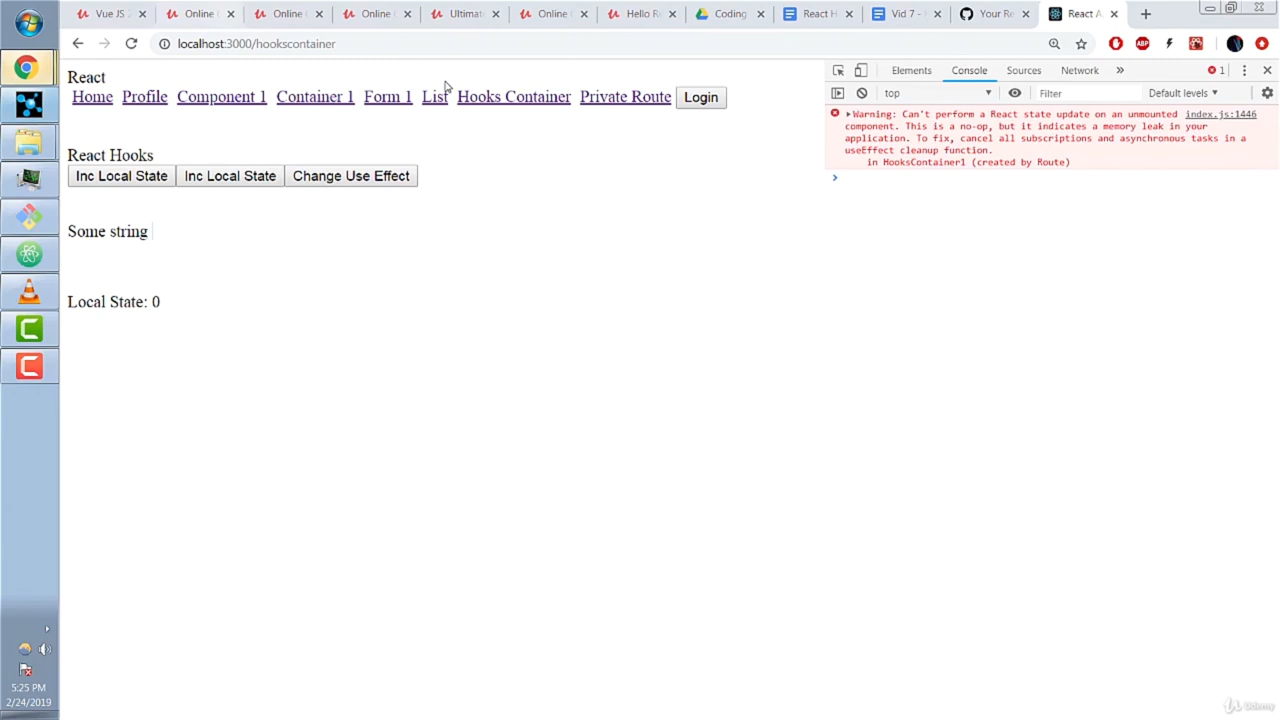 Vue JS 2
Online
Online
Online
Ultimate
Online
Hello Re
Coding
React H
Vid 7 -
Your Re
React A
localhost:3000/hookscontainer
React
Home Profile Component 1 Container 1 Form 1 List Hooks Container Private Route Login
React Hooks
Inc Local State Inc Local State Change Use Effect
Some string
Local State: 0
Elements Console Sources Network » 1
top Filter Default levels
Warning: Can't perform a React state update on an unmounted index.js:1446
component. This is a no-op, but it indicates a memory leak in your
application. To fix, cancel all subscriptions and asynchronous tasks in a
useEffect cleanup function.
in HooksContainer1 (created by Route)
ABP
5:25 PM
2/24/2019
Udemy